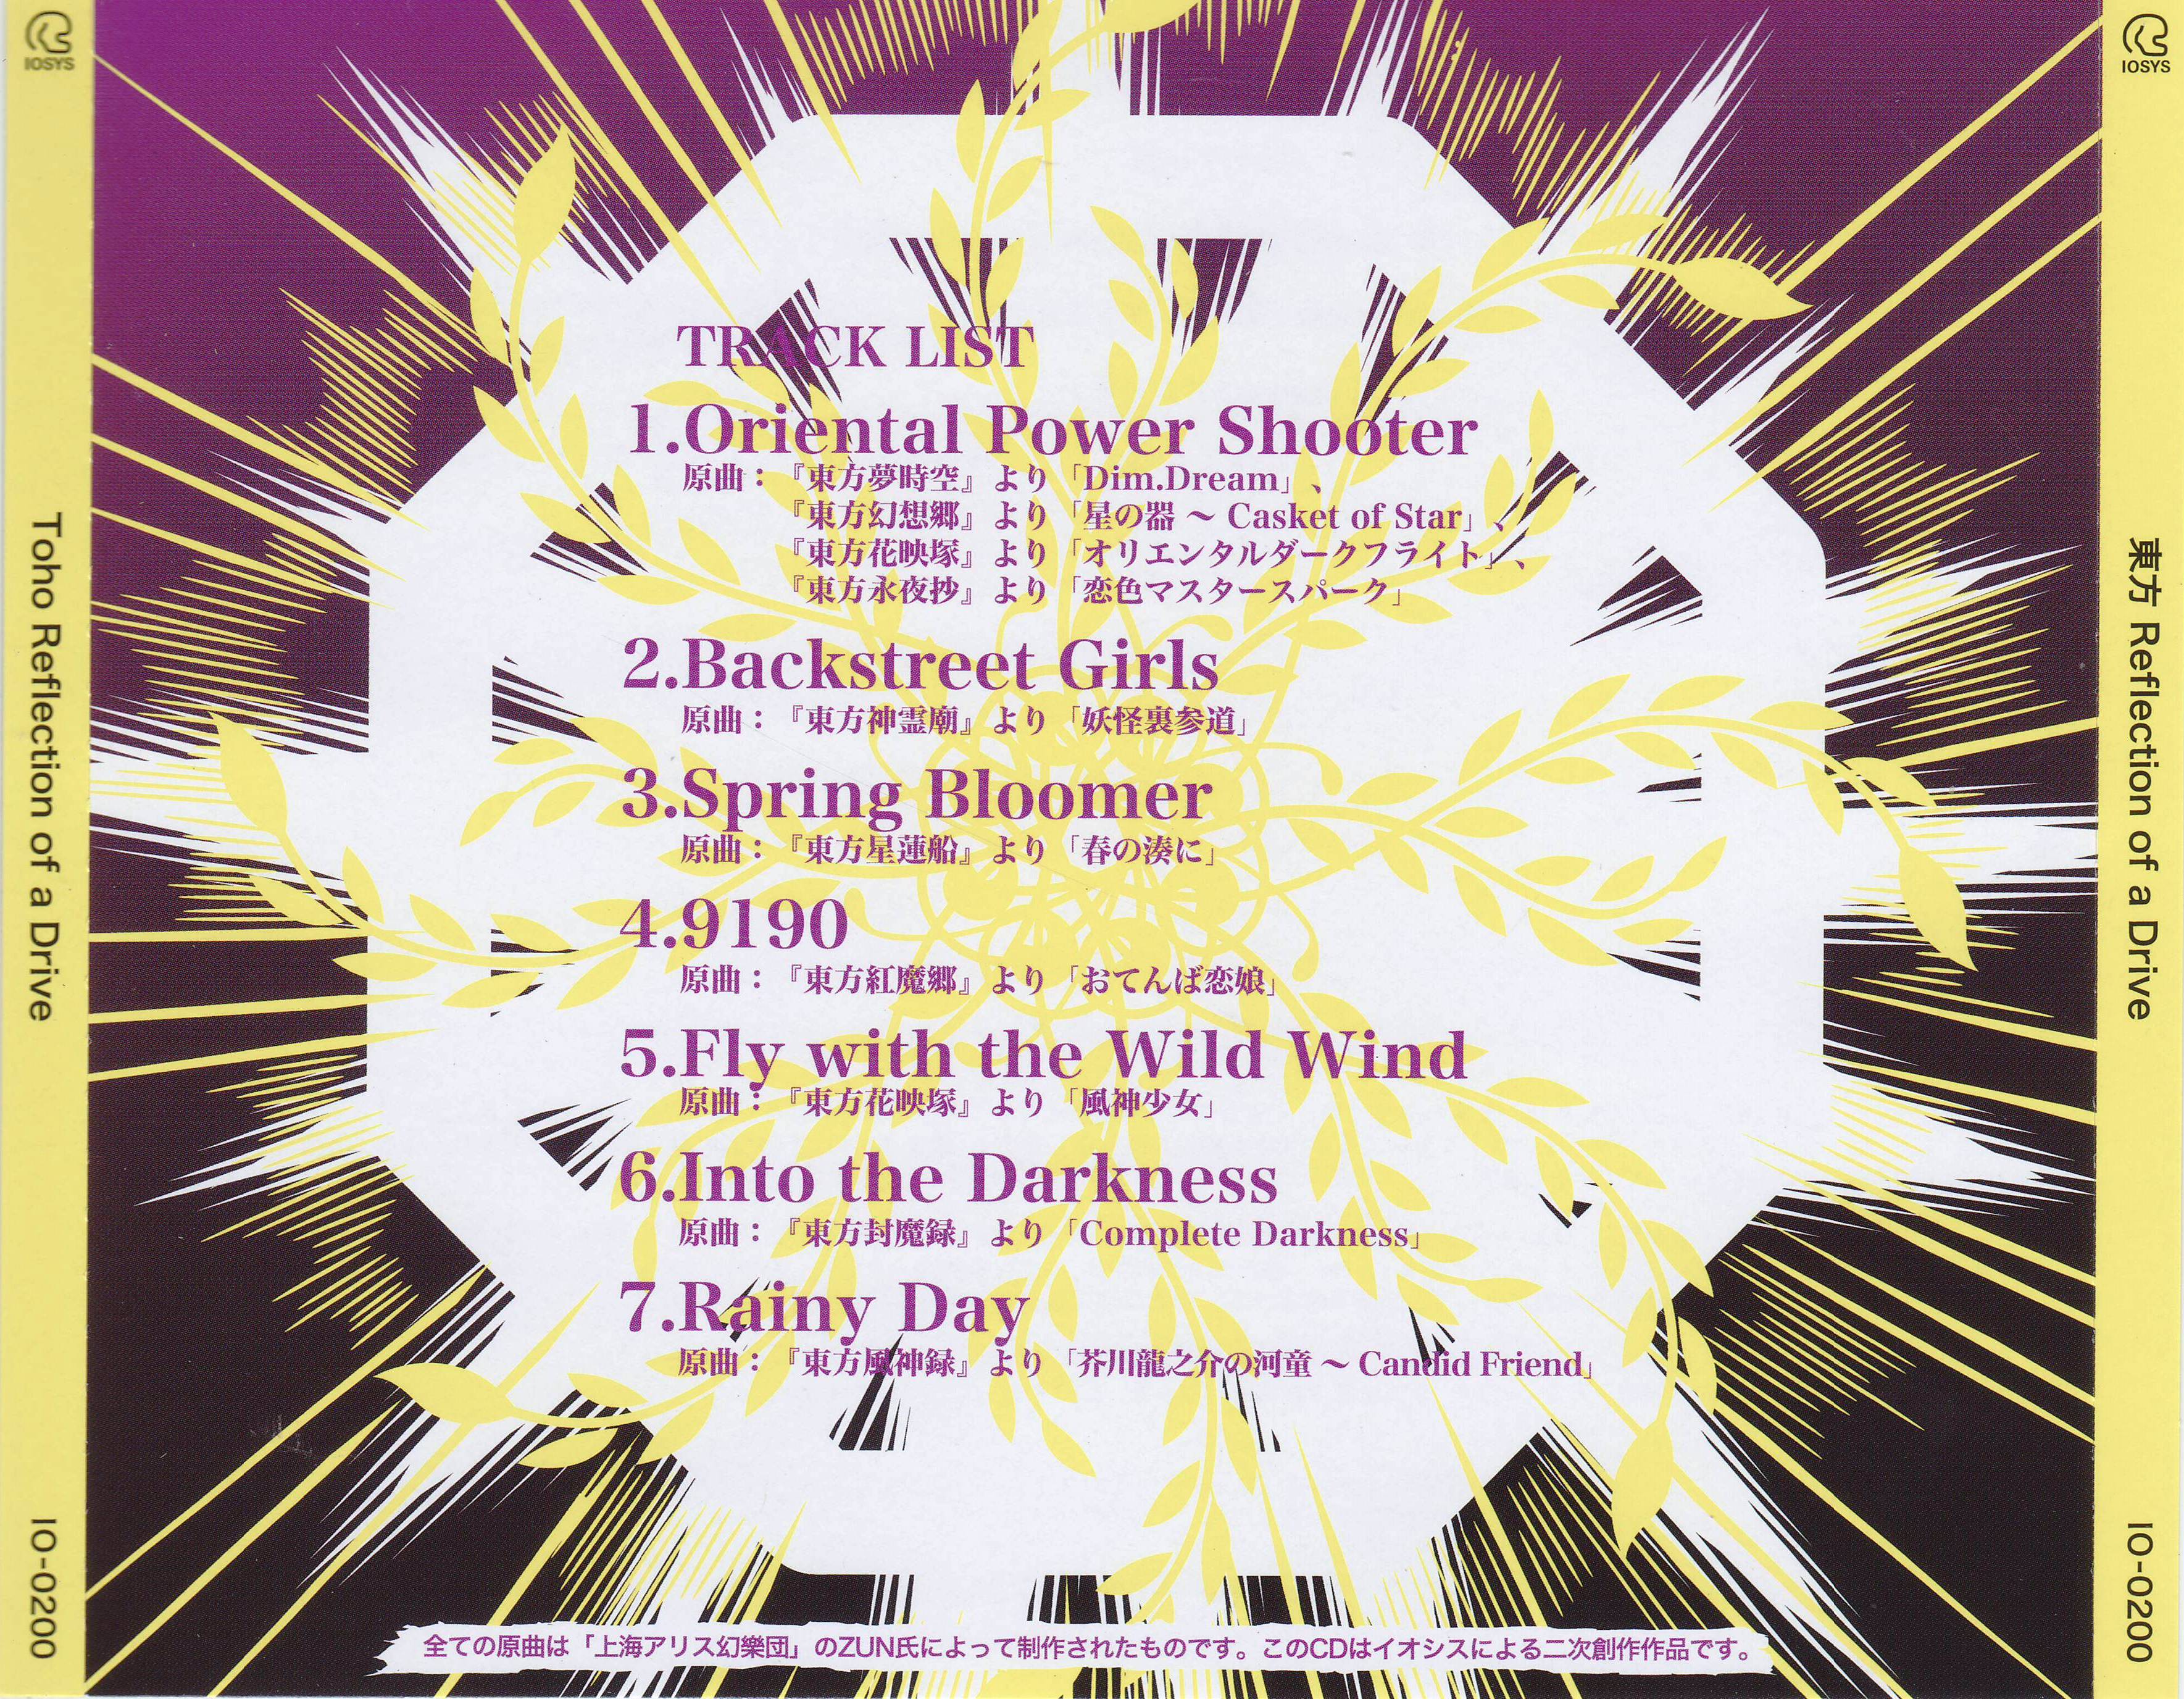 IOSYS
Toho Reflection of a Drive
IO-0200
TRACK LIST
1.Oriental Power Shooter
原曲：『東方夢時空』より「Dim.Dream」、
『東方幻想郷』より「星の器 ～ Casket of Star」、
『東方花映塚』より「オリエンタルダークフライト」、
『東方永夜抄』より「恋色マスタースパーク」
2.Backstreet Girls
原曲：『東方神霊廟』より「妖怪裏参道」
3.Spring Bloomer
原曲：『東方星蓮船』より「春の湊に」
4.9190
原曲：『東方紅魔郷』より「おてんば恋娘」
5.Fly with the Wild Wind
原曲：『東方花映塚』より「風神少女」
6.Into the Darkness
原曲：『東方封魔録』より「Complete Darkness」
7.Rainy Day
原曲：『東方風神録』より「芥川龍之介の河童 ～ Candid Friend」
全ての原曲は「上海アリス幻樂団」のZUN氏によって制作されたものです。このCDはイオシスによる二次創作作品です。
IOSYS
東方 Reflection of a Drive
IO-0200